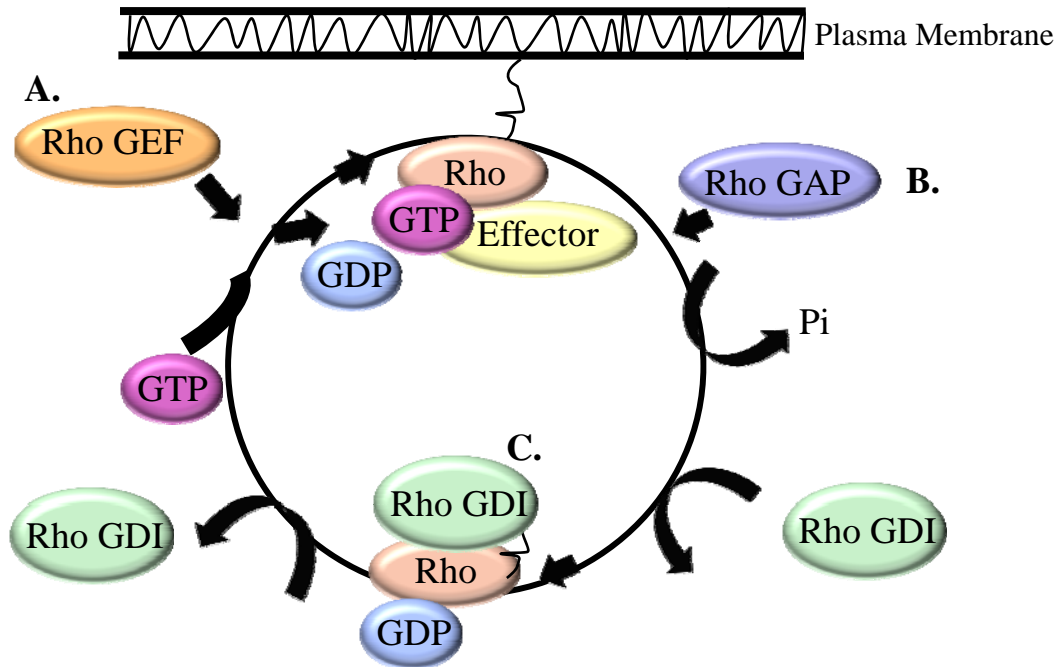 Plasma Membrane
A.
Rho GEF
Rho
Rho GAP
B.
GTP
Effector
GDP
Pi
GTP
C.
Rho GDI
Rho GDI
Rho GDI
Rho
GDP